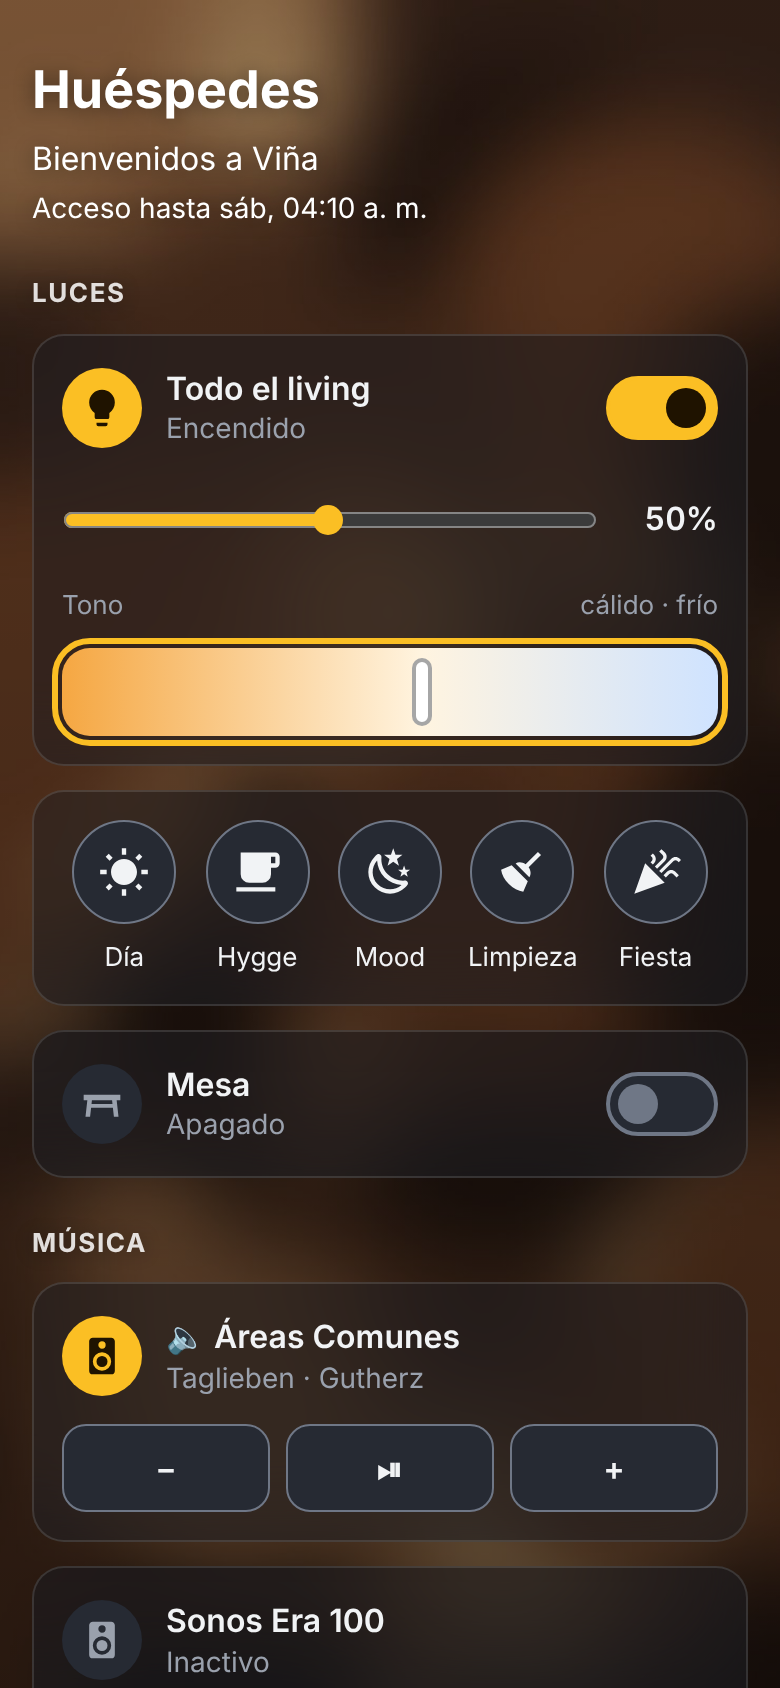 Huéspedes
Bienvenidos a Viña
Acceso hasta sáb, 04:10 a. m.
LUCES
Todo el living
Encendido
50%
Tono
cálido · frío
Día
Hygge
Mood
Limpieza
Fiesta
Mesa
Apagado
MÚSICA
🔈 Áreas Comunes
Taglieben · Gutherz
− ⏯ +
Sonos Era 100
Inactivo